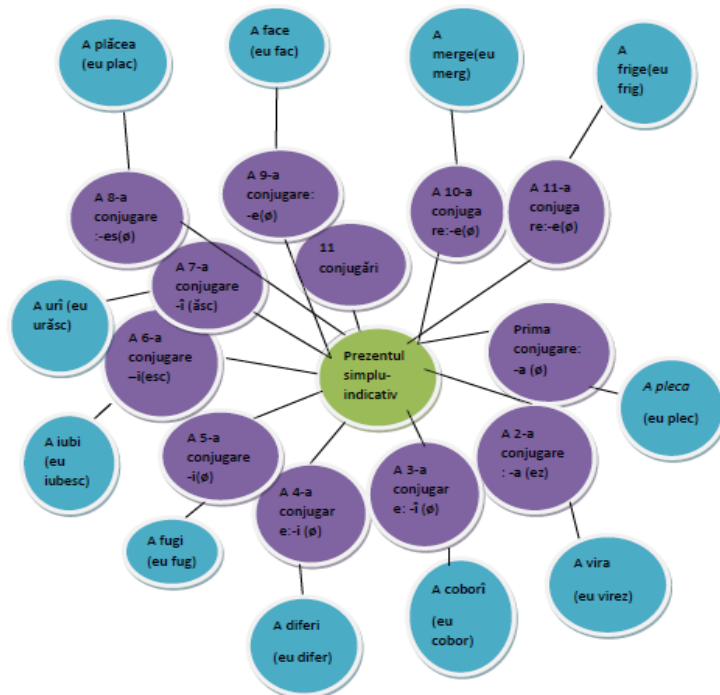 A plăcea
(eu plac)
A face
(eu fac)
A
merge(eu
merg)
A
frige(eu
frig)
A 8-a
conjugare
:-es(ø)
A 9-a
conjugare:
-e(ø)
A 10-a
conjuga
re:-e(ø)
A 11-a
conjuga
re:-e(ø)
11
conjugări
A 7-a
conjugare
-î (ăsc)
A urî (eu
urăsc)
A 6-a
conjugare
–i(esc)
Prezentul
simplu-
indicativ
Prima
conjugare:
-a (ø)
A pleca
(eu plec)
A iubi
(eu
iubesc)
A 5-a
conjugare
-i(ø)
A 4-a
conjugar
e:-i (ø)
A 3-a
conjugar
e: -î (ø)
A 2-a
conjugare
: -a (ez)
A fugi
(eu fug)
A diferi
(eu difer)
A coborî
(eu
cobor)
A vira
(eu virez)